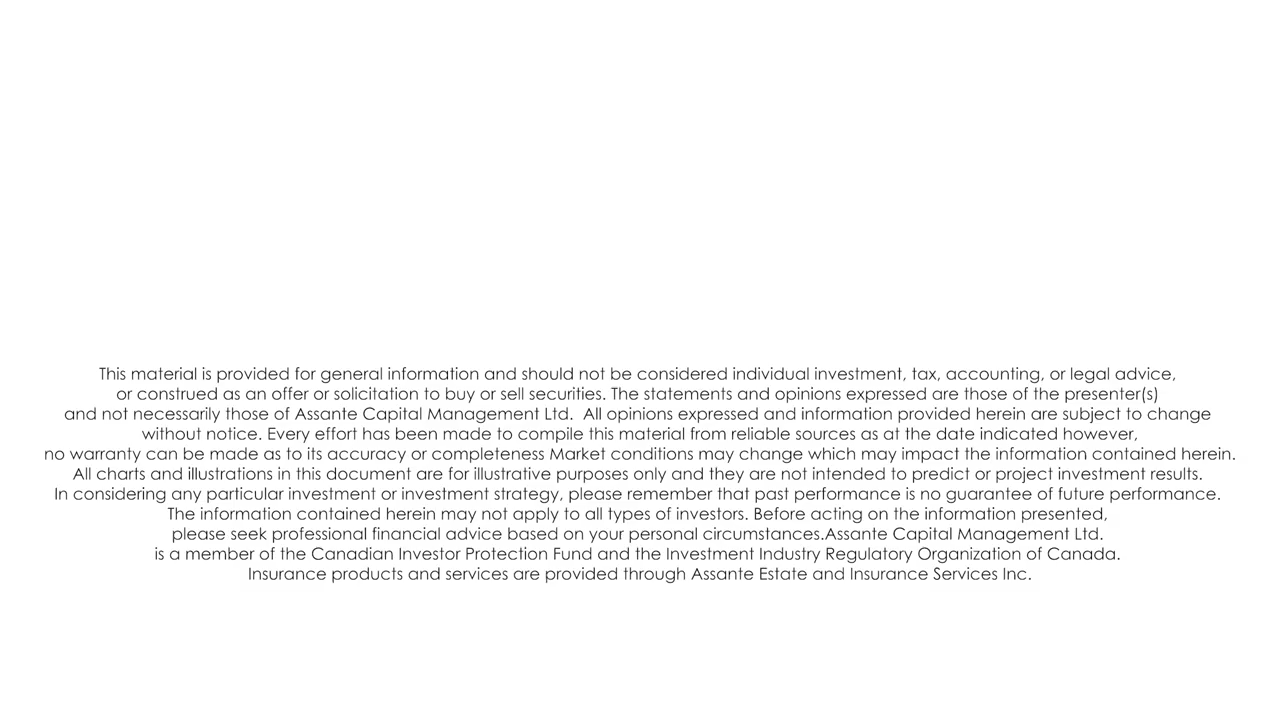 This material is provided for general information and should not be considered individual investment, tax, accounting, or legal advice,
or construed as an offer or solicitation to buy or sell securities. The statements and opinions expressed are those of the presenter(s)
and not necessarily those of Assante Capital Management Ltd.  All opinions expressed and information provided herein are subject to change
without notice. Every effort has been made to compile this material from reliable sources as at the date indicated however,
no warranty can be made as to its accuracy or completeness Market conditions may change which may impact the information contained herein.
All charts and illustrations in this document are for illustrative purposes only and they are not intended to predict or project investment results.
In considering any particular investment or investment strategy, please remember that past performance is no guarantee of future performance.
The information contained herein may not apply to all types of investors. Before acting on the information presented,
please seek professional financial advice based on your personal circumstances.Assante Capital Management Ltd.
is a member of the Canadian Investor Protection Fund and the Investment Industry Regulatory Organization of Canada.
Insurance products and services are provided through Assante Estate and Insurance Services Inc.